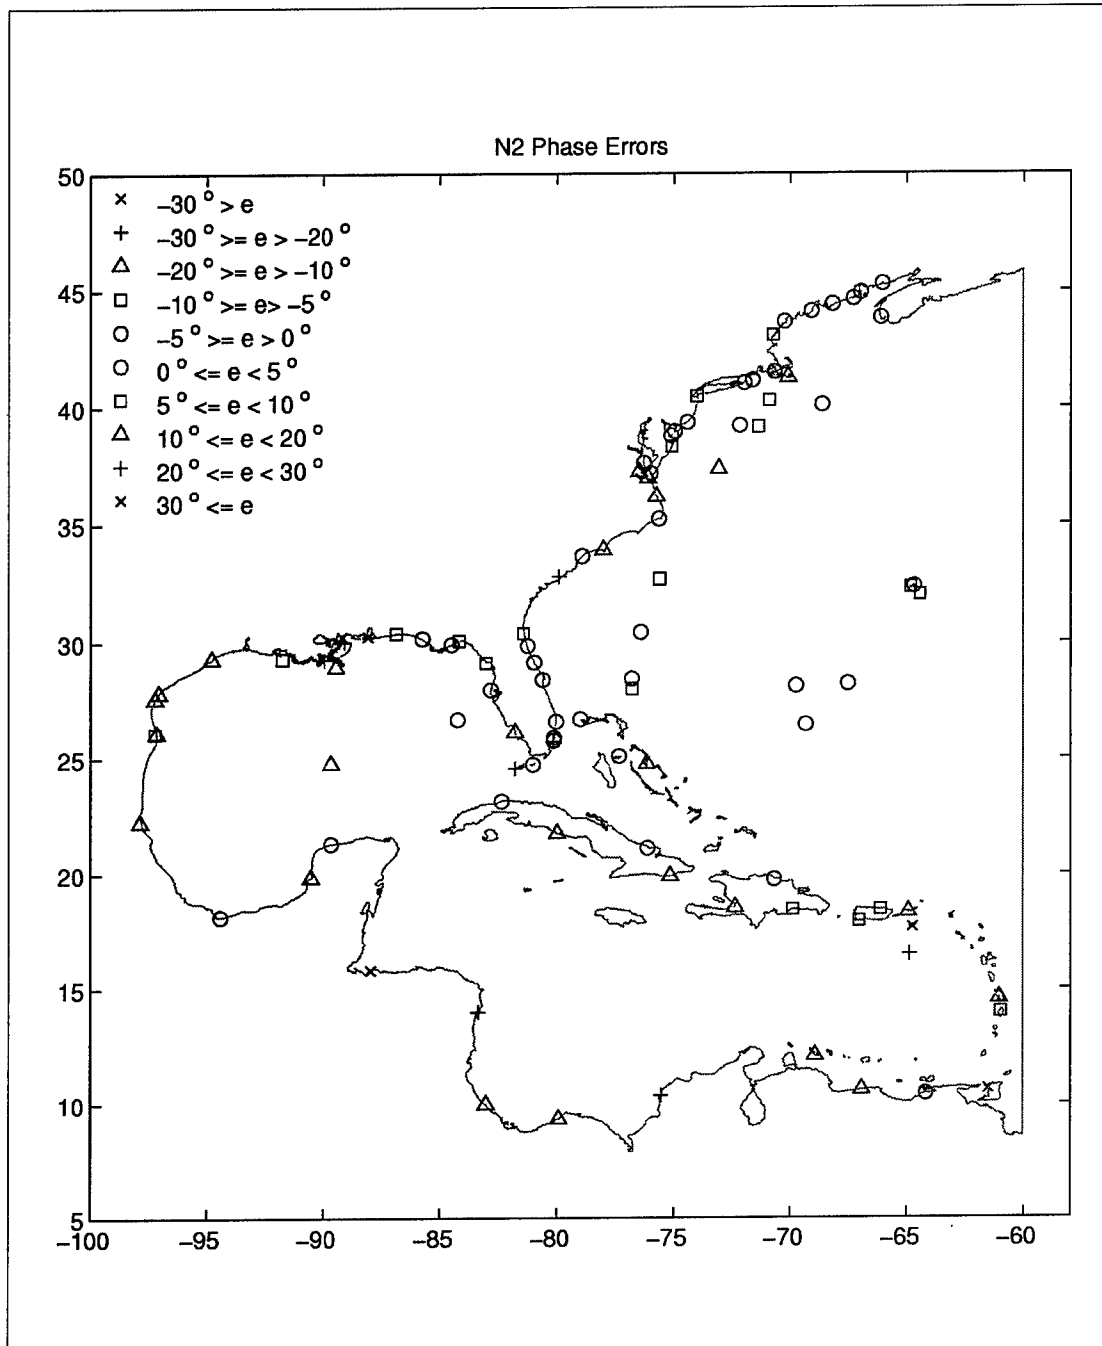 N2 Phase Errors
50
45
40
35
30
25
20
15
10
5
× −30 ° > e
+ −30 ° >= e > −20 °
△ −20 ° >= e > −10 °
□ −10 ° >= e> −5 °
○ −5 ° >= e > 0 °
○ 0 ° <= e < 5 °
□ 5 ° <= e < 10 °
△ 10 ° <= e < 20 °
+ 20 ° <= e < 30 °
× 30 ° <= e
−100 −95 −90 −85 −80 −75 −70 −65 −60